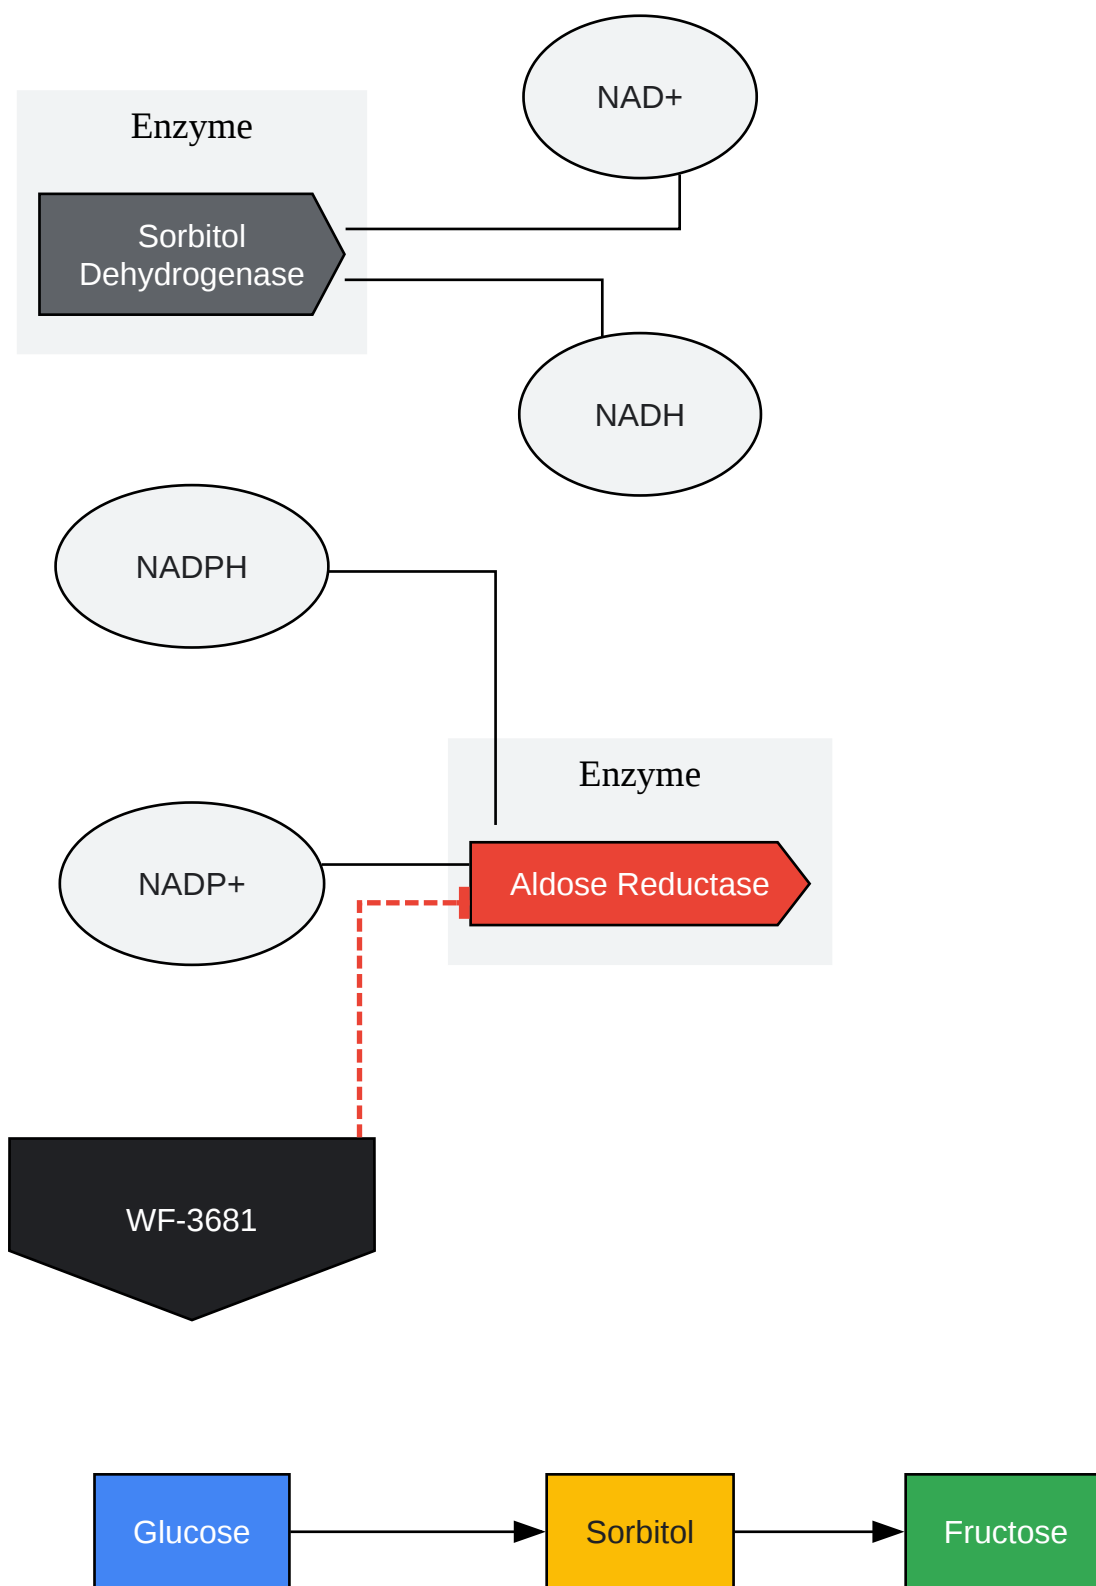 NAD+
Enzyme
Sorbitol
Dehydrogenase
NADH
NADPH
Enzyme
NADP+
Aldose Reductase
WF-3681
Glucose
Sorbitol
Fructose